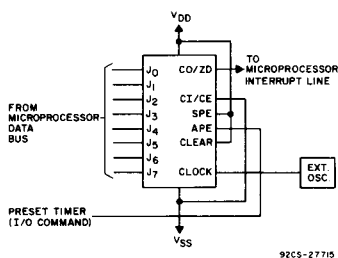 VDD
J0 CO/ZD
TO
MICROPROCESSOR
INTERRUPT LINE
J1
J2 CI/CE
FROM
MICROPROCESSOR
DATA
BUS
J3 SPE
J4 APE
J5 CLEAR
J6
J7 CLOCK
EXT.
OSC.
PRESET TIMER
(I/O COMMAND)
VSS
92CS-27715